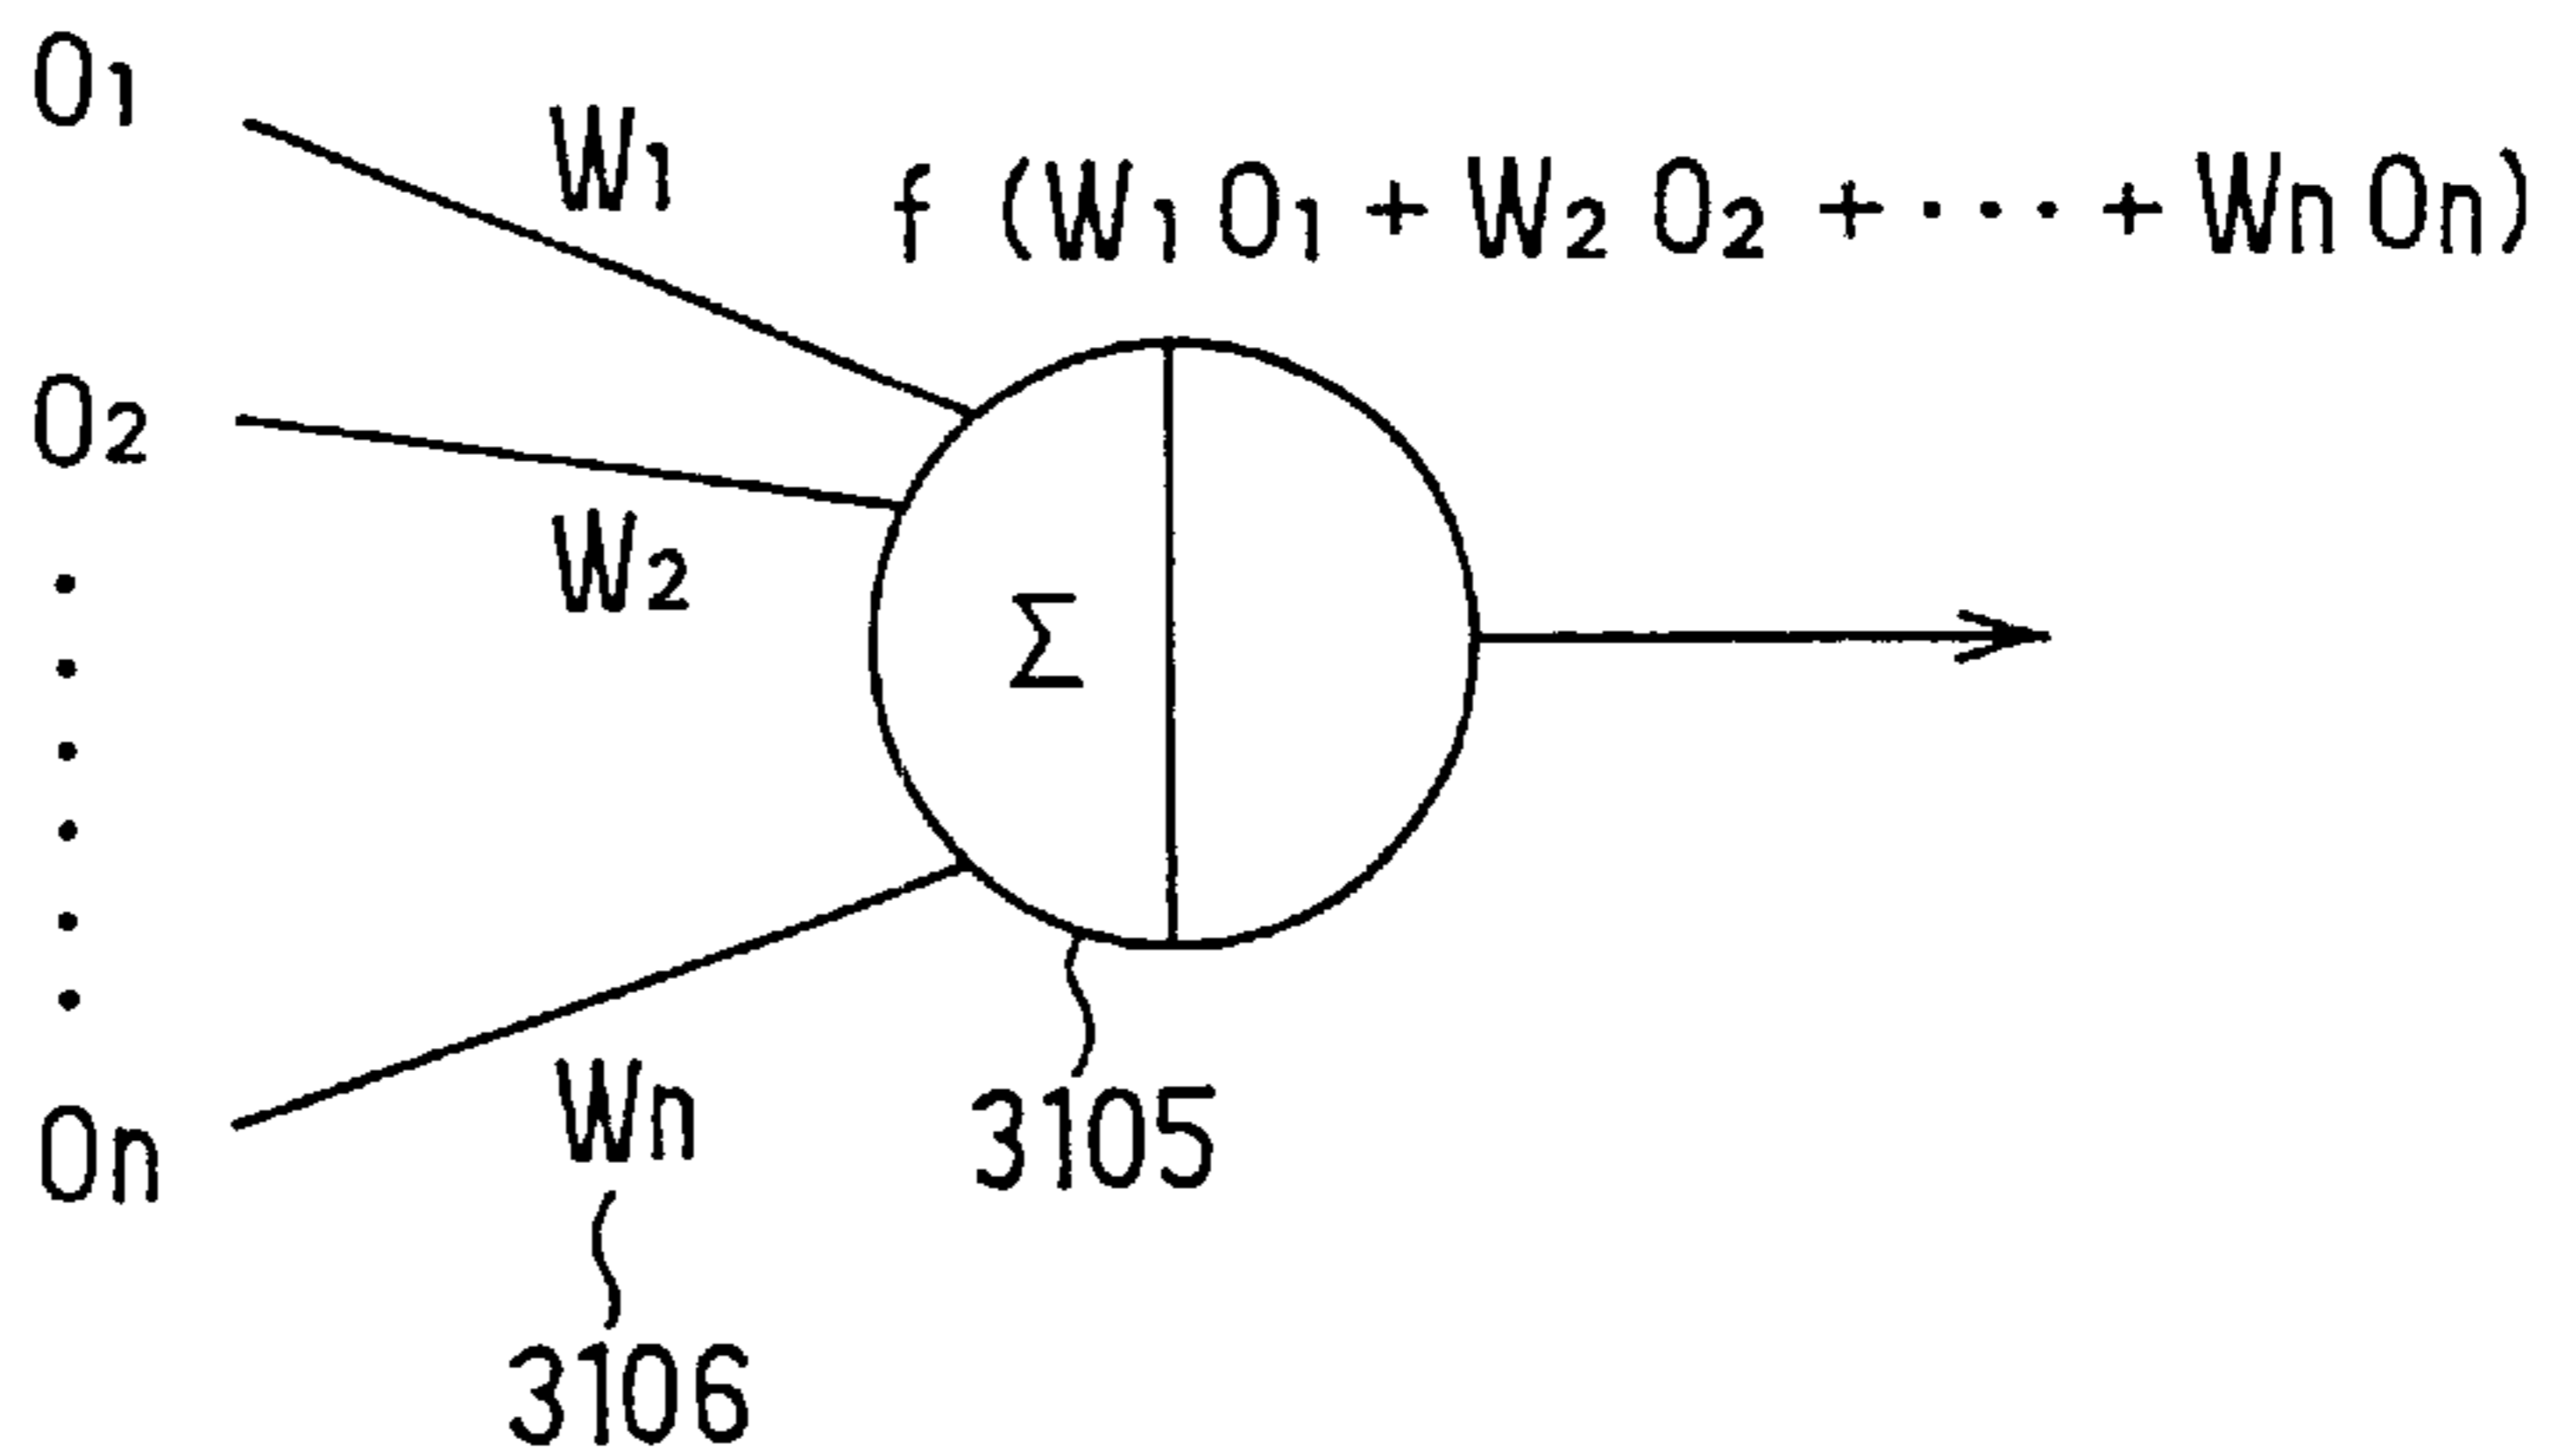 O1
W1
f (W1 O1 + W2 O2 + ··· + Wn On)
O2
W2
Σ
On
Wn
3105
3106